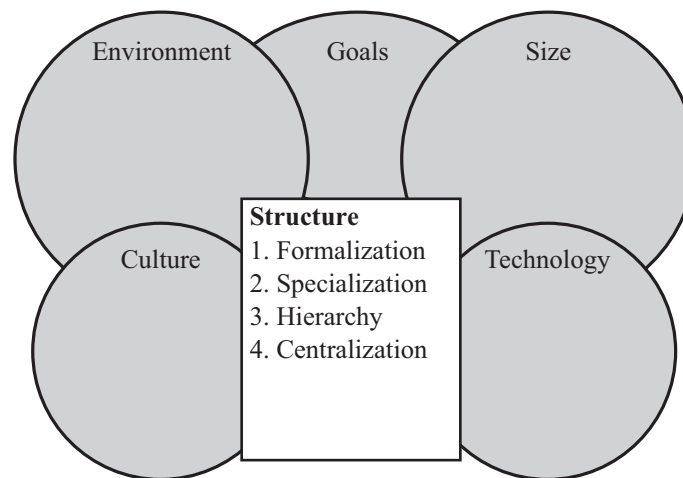 Environment
Goals
Size
Structure
1. Formalization
2. Specialization
3. Hierarchy
4. Centralization
Culture
Technology